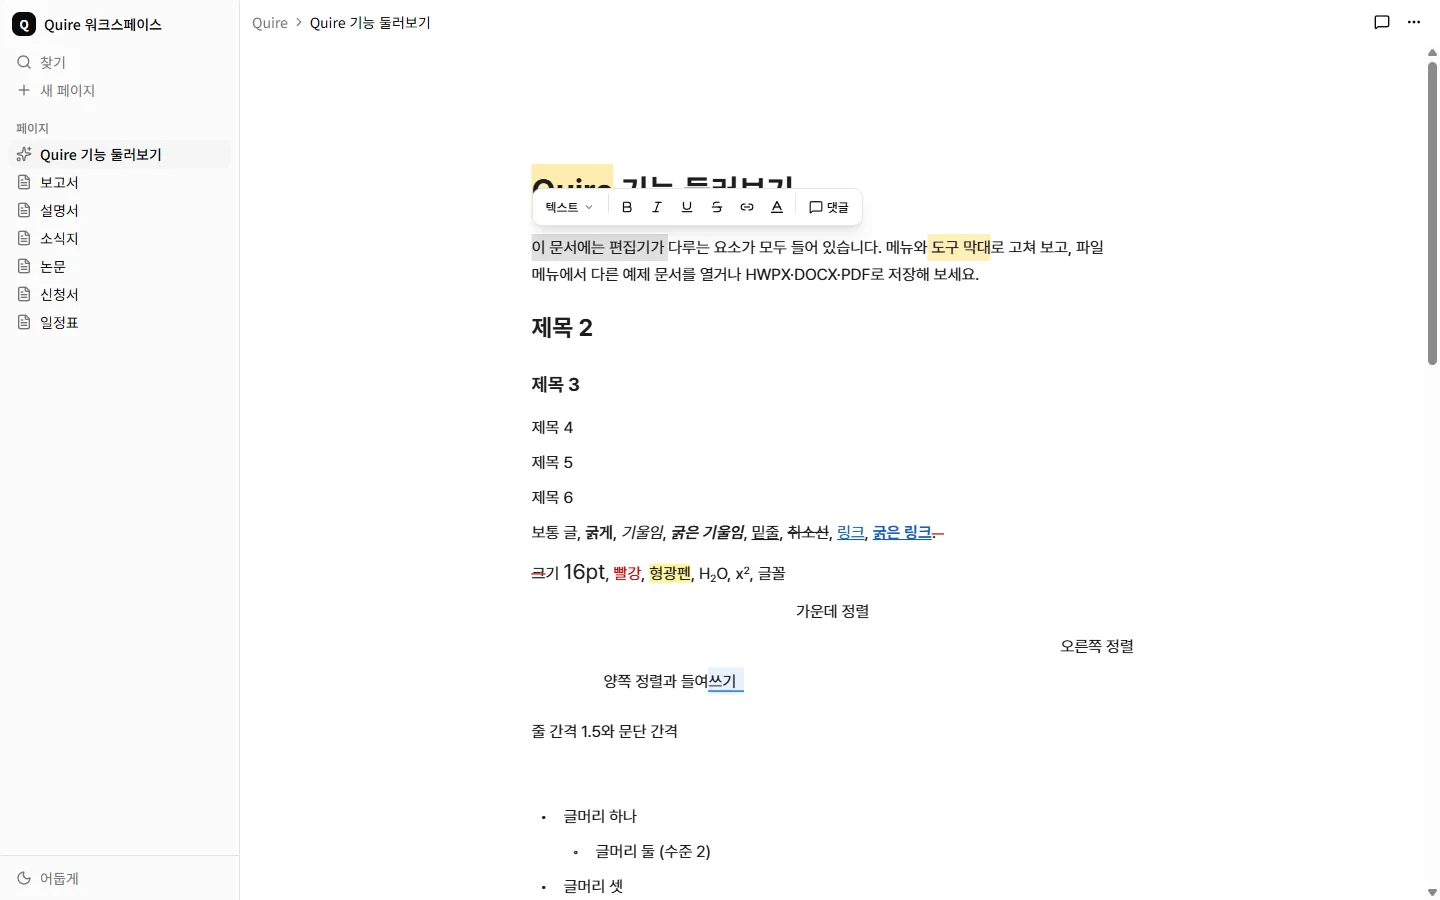 Q Quire 워크스페이스
찾기
새 페이지
페이지
Quire 기능 둘러보기
보고서
설명서
소식지
논문
신청서
일정표
어둡게
Quire > Quire 기능 둘러보기
Quire 기능 둘러보기
텍스트 B I U S A 댓글
이 문서에는 편집기가 다루는 요소가 모두 들어 있습니다. 메뉴와 도구 막대로 고쳐 보고, 파일
메뉴에서 다른 예제 문서를 열거나 HWPX·DOCX·PDF로 저장해 보세요.
제목 2
제목 3
제목 4
제목 5
제목 6
보통 글, 굵게, 기울임, 굵은 기울임, 밑줄, 취소선, 링크, 굵은 링크.
크기 16pt, 빨강, 형광펜, H₂O, x², 글꼴
가운데 정렬
오른쪽 정렬
양쪽 정렬과 들여쓰기
줄 간격 1.5와 문단 간격
• 글머리 하나
◦ 글머리 둘 (수준 2)
• 글머리 셋